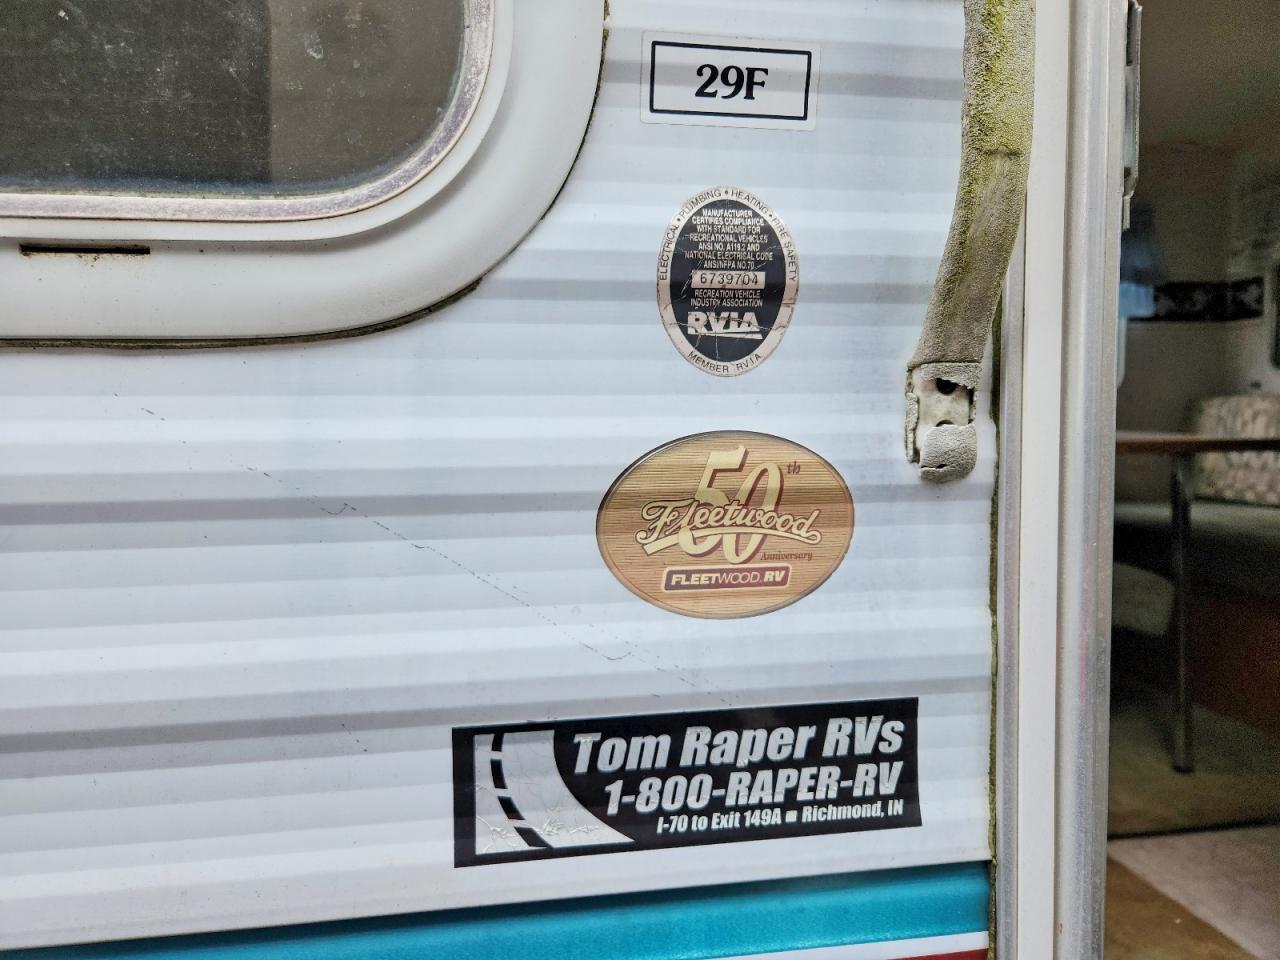 29F
ELECTRICAL • PLUMBING • HEATING • FIRE SAFETY
MANUFACTURER
CERTIFIES COMPLIANCE
WITH STANDARD FOR
RECREATIONAL VEHICLES
ANSI NO. A119.2 AND
NATIONAL ELECTRICAL CODE
ANSI/NFPA NO.70
6739704
RECREATION VEHICLE
INDUSTRY ASSOCIATION
RVIA
MEMBER RVIA
50th
Fleetwood
Anniversary
FLEETWOOD.RV
Tom Raper RVs
1-800-RAPER-RV
I-70 to Exit 149A ■ Richmond, IN